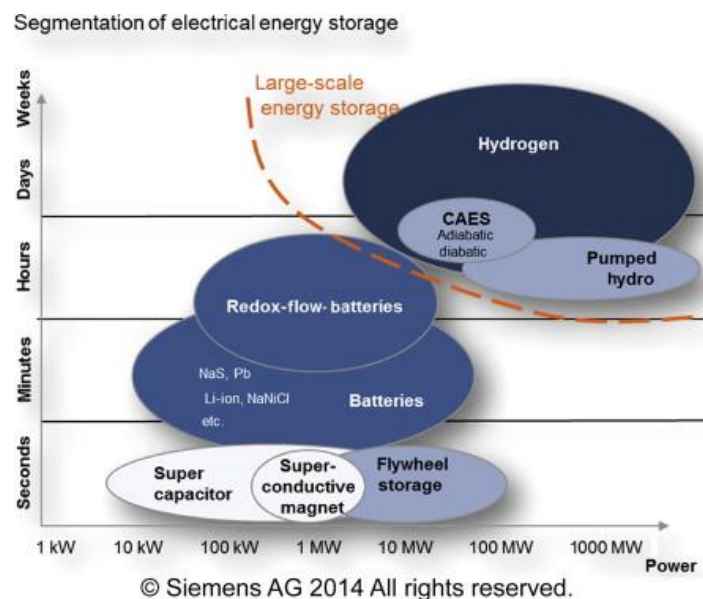 Segmentation of electrical energy storage
Weeks
Days
Hours
Minutes
Seconds
Large-scale
energy storage
Hydrogen
CAES
Adiabatic
diabatic
Pumped
hydro
Redox-flow-batteries
NaS, Pb
Li-ion, NaNiCl
etc.
Batteries
Super
capacitor
Super-
conductive
magnet
Flywheel
storage
1 kW 10 kW 100 kW 1 MW 10 MW 100 MW 1000 MW
Power
© Siemens AG 2014 All rights reserved.